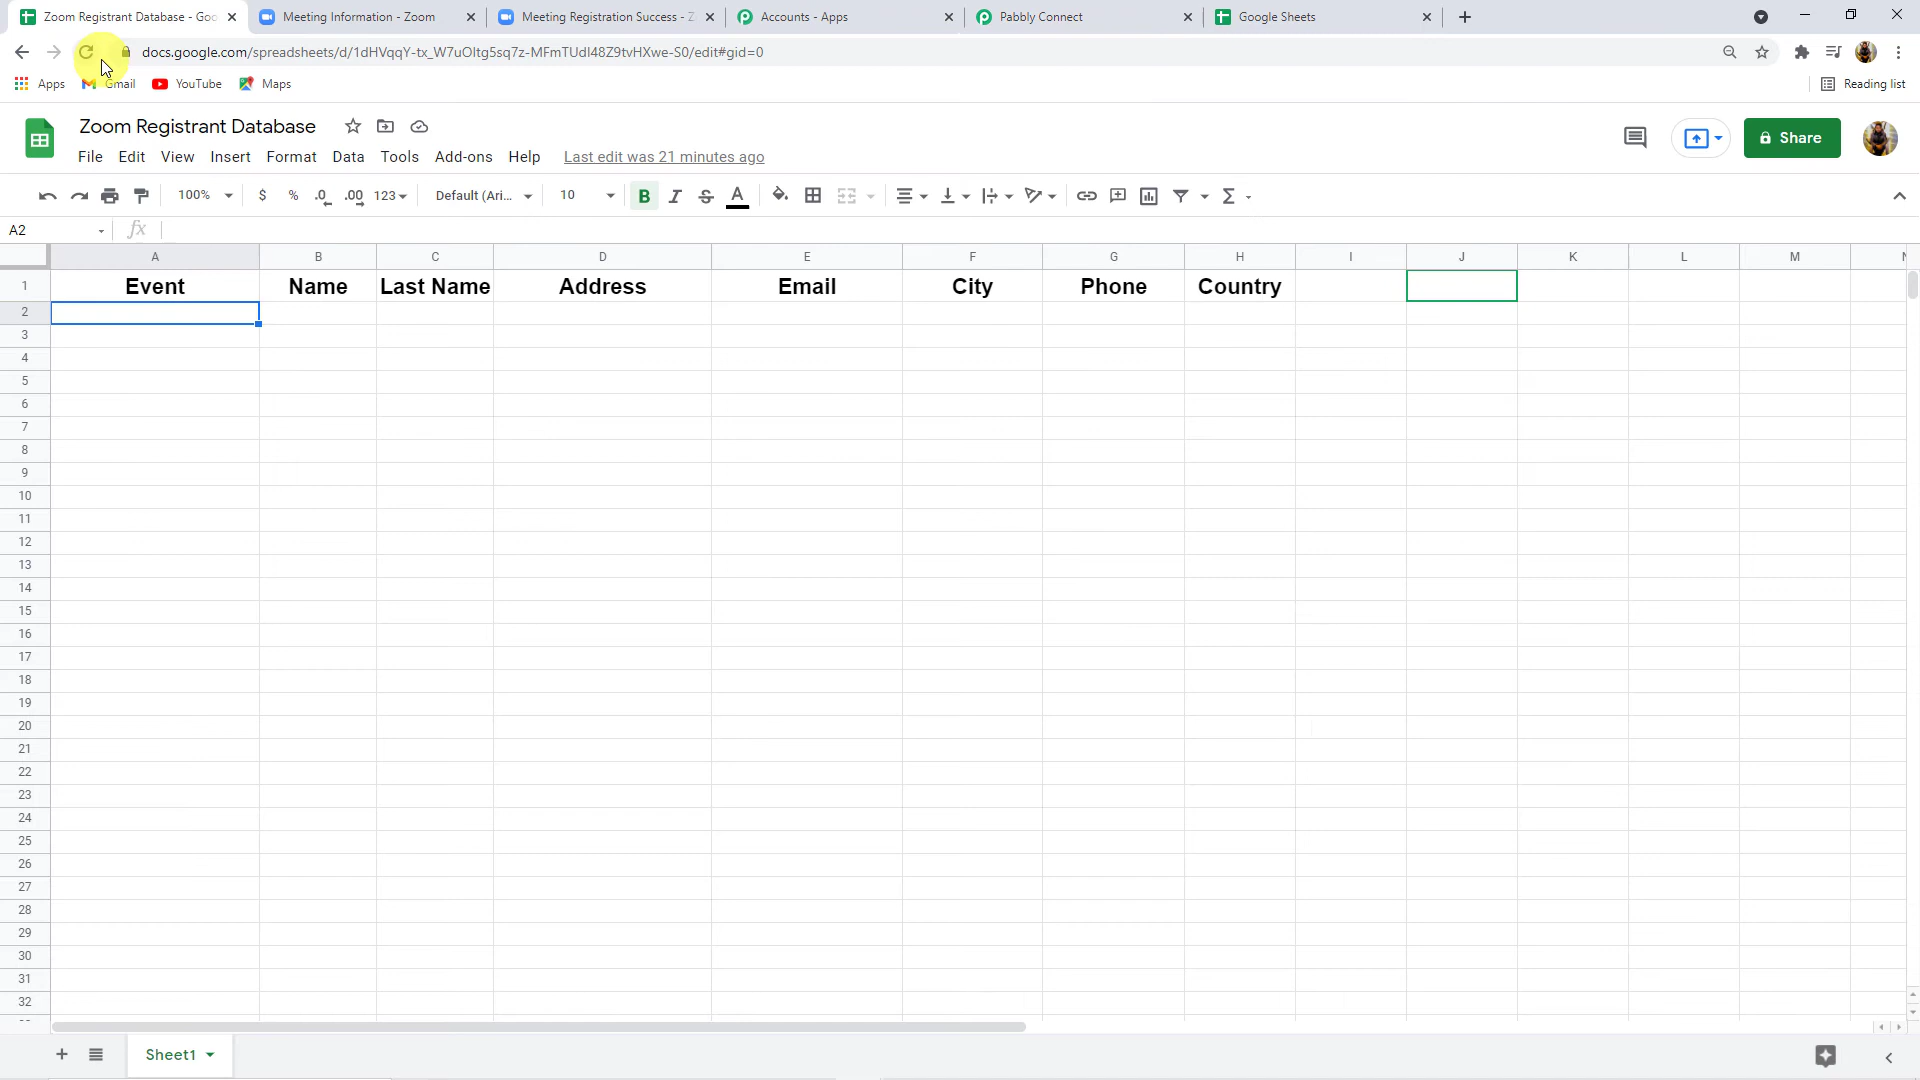 Zoom Registrant Database - Goo
Meeting Information - Zoom
Meeting Registration Success - Z
Accounts - Apps
Pabbly Connect
Google Sheets
docs.google.com/spreadsheets/d/1dHVqqY-tx_W7uOItg5sq7z-MFmTUdl48Z9tvHXwe-S0/edit#gid=0
Apps
Gmail
YouTube
Maps
Reading list
Zoom Registrant Database
Share
File Edit View Insert Format Data Tools Add-ons Help Last edit was 21 minutes ago
100% $ % .0 .00 123 Default (Ari... 10 B I S A Σ
A2 fx
A B C D E F G H I J K L M N
1 Event Name Last Name Address Email City Phone Country
2
3
4
5
6
7
8
9
10
11
12
13
14
15
16
17
18
19
20
21
22
23
24
25
26
27
28
29
30
31
32
Sheet1